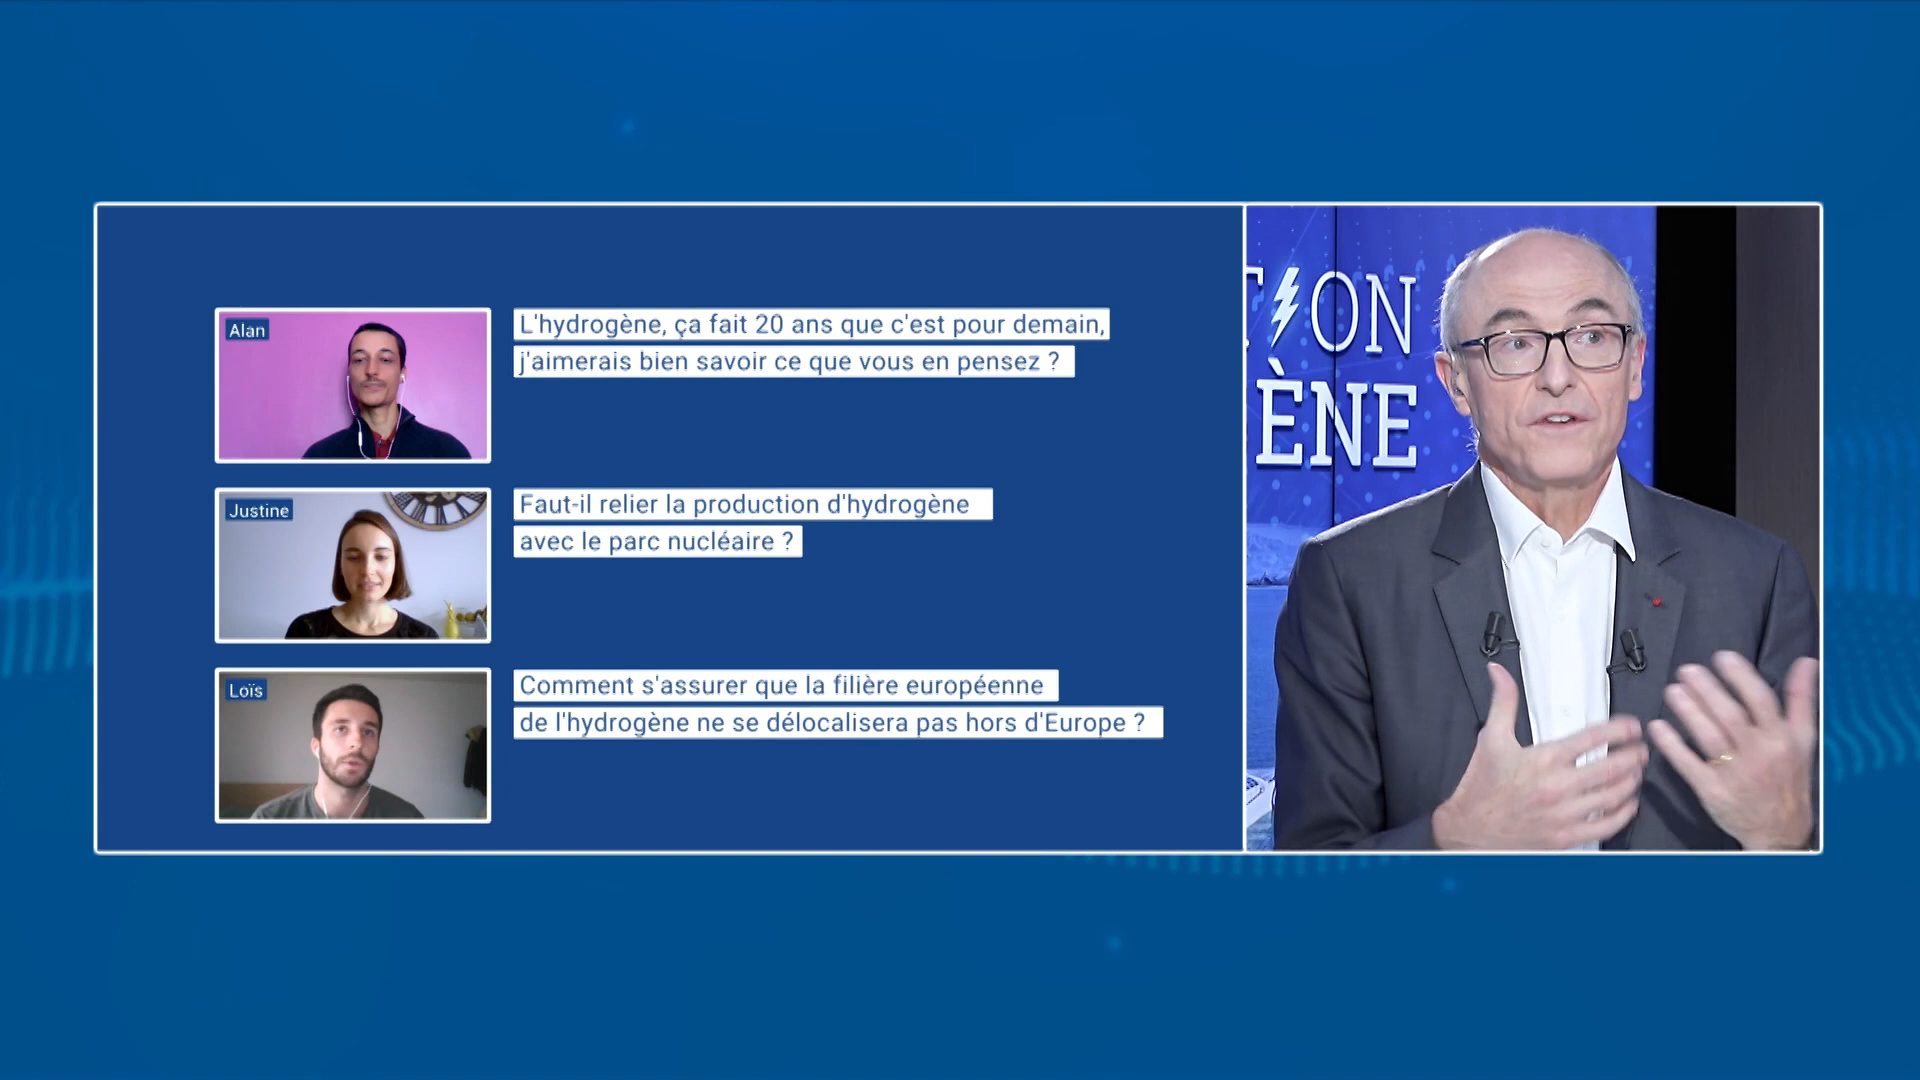 Alan
L'hydrogène, ça fait 20 ans que c'est pour demain,
j'aimerais bien savoir ce que vous en pensez ?
Justine
Faut-il relier la production d'hydrogène
avec le parc nucléaire ?
Loïs
Comment s'assurer que la filière européenne
de l'hydrogène ne se délocalisera pas hors d'Europe ?
ON
ÈNE